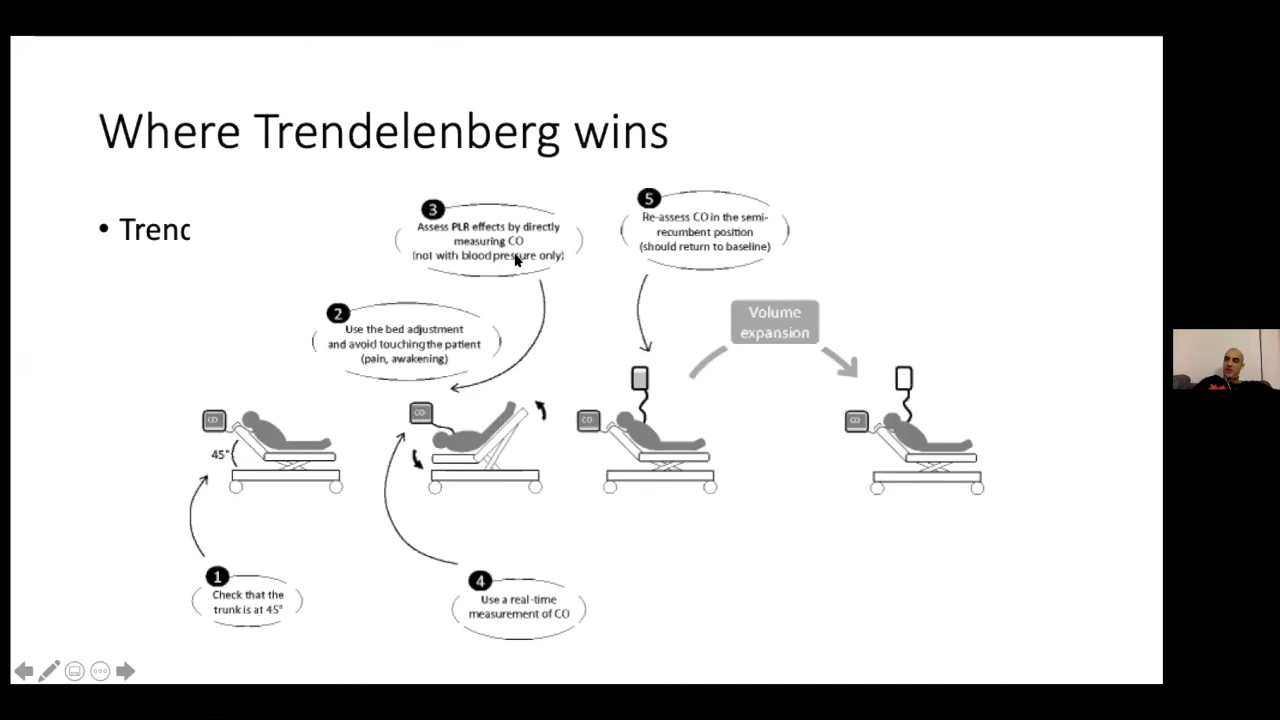 Where Trendelenberg wins
• Trend
3
Assess PLR effects by directly
measuring CO
(not with blood pressure only)
5
Re-assess CO in the semi-
recumbent position
(should return to baseline)
2
Use the bed adjustment
and avoid touching the patient
(pain, awakening)
Volume
expansion
CO
45°
CO
CO
CO
1
Check that the
trunk is at 45°
4
Use a real-time
measurement of CO